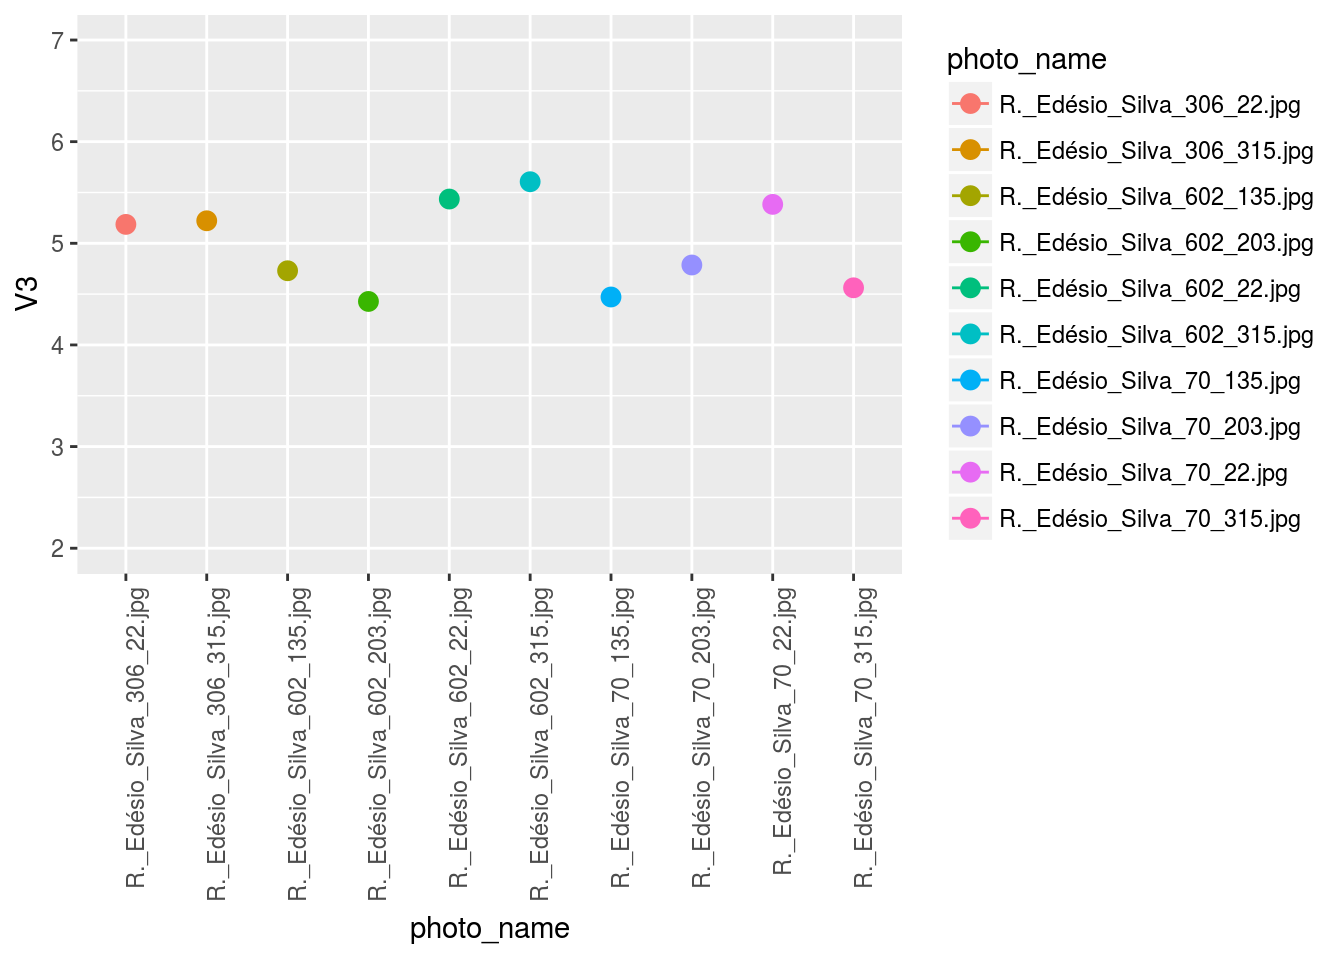 7
6
5
4
3
2
V3
R._Edésio_Silva_306_22.jpg
R._Edésio_Silva_306_315.jpg
R._Edésio_Silva_602_135.jpg
R._Edésio_Silva_602_203.jpg
R._Edésio_Silva_602_22.jpg
R._Edésio_Silva_602_315.jpg
R._Edésio_Silva_70_135.jpg
R._Edésio_Silva_70_203.jpg
R._Edésio_Silva_70_22.jpg
R._Edésio_Silva_70_315.jpg
photo_name
photo_name
R._Edésio_Silva_306_22.jpg
R._Edésio_Silva_306_315.jpg
R._Edésio_Silva_602_135.jpg
R._Edésio_Silva_602_203.jpg
R._Edésio_Silva_602_22.jpg
R._Edésio_Silva_602_315.jpg
R._Edésio_Silva_70_135.jpg
R._Edésio_Silva_70_203.jpg
R._Edésio_Silva_70_22.jpg
R._Edésio_Silva_70_315.jpg